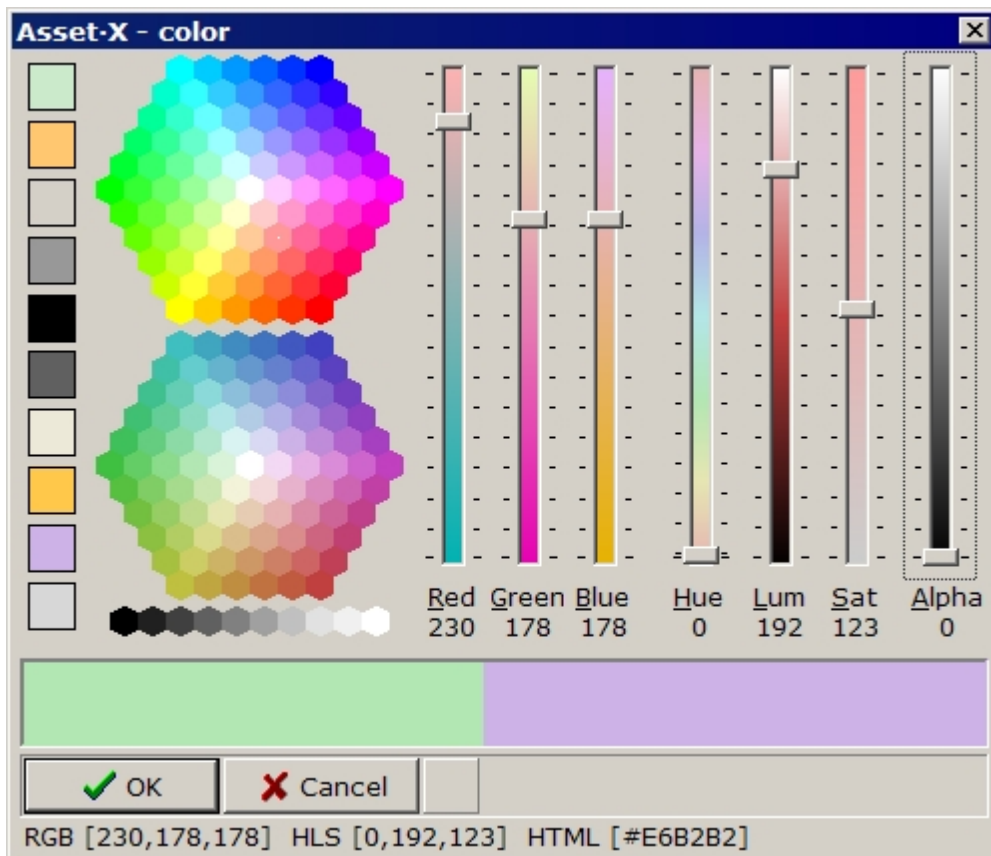 Asset·X - color
Red Green Blue Hue Lum Sat Alpha
230 178 178 0 192 123 0
OK Cancel
RGB [230,178,178] HLS [0,192,123] HTML [#E6B2B2]